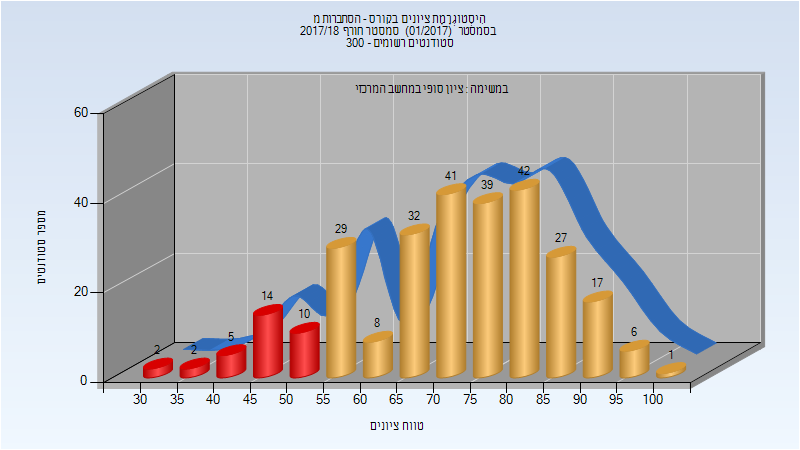 היסטוגרמת ציונים בקורס - הסתברות מ
בסמסטר (01/2017) סמסטר חורף 2017/18
סטודנטים רשומים - 300
במשימה : ציון סופי במחשב המרכזי
מספר סטודנטים
60
40
20
0
2
2
5
14
10
29
8
32
41
39
42
27
17
6
1
30 35 40 45 50 55 60 65 70 75 80 85 90 95 100
טווח ציונים